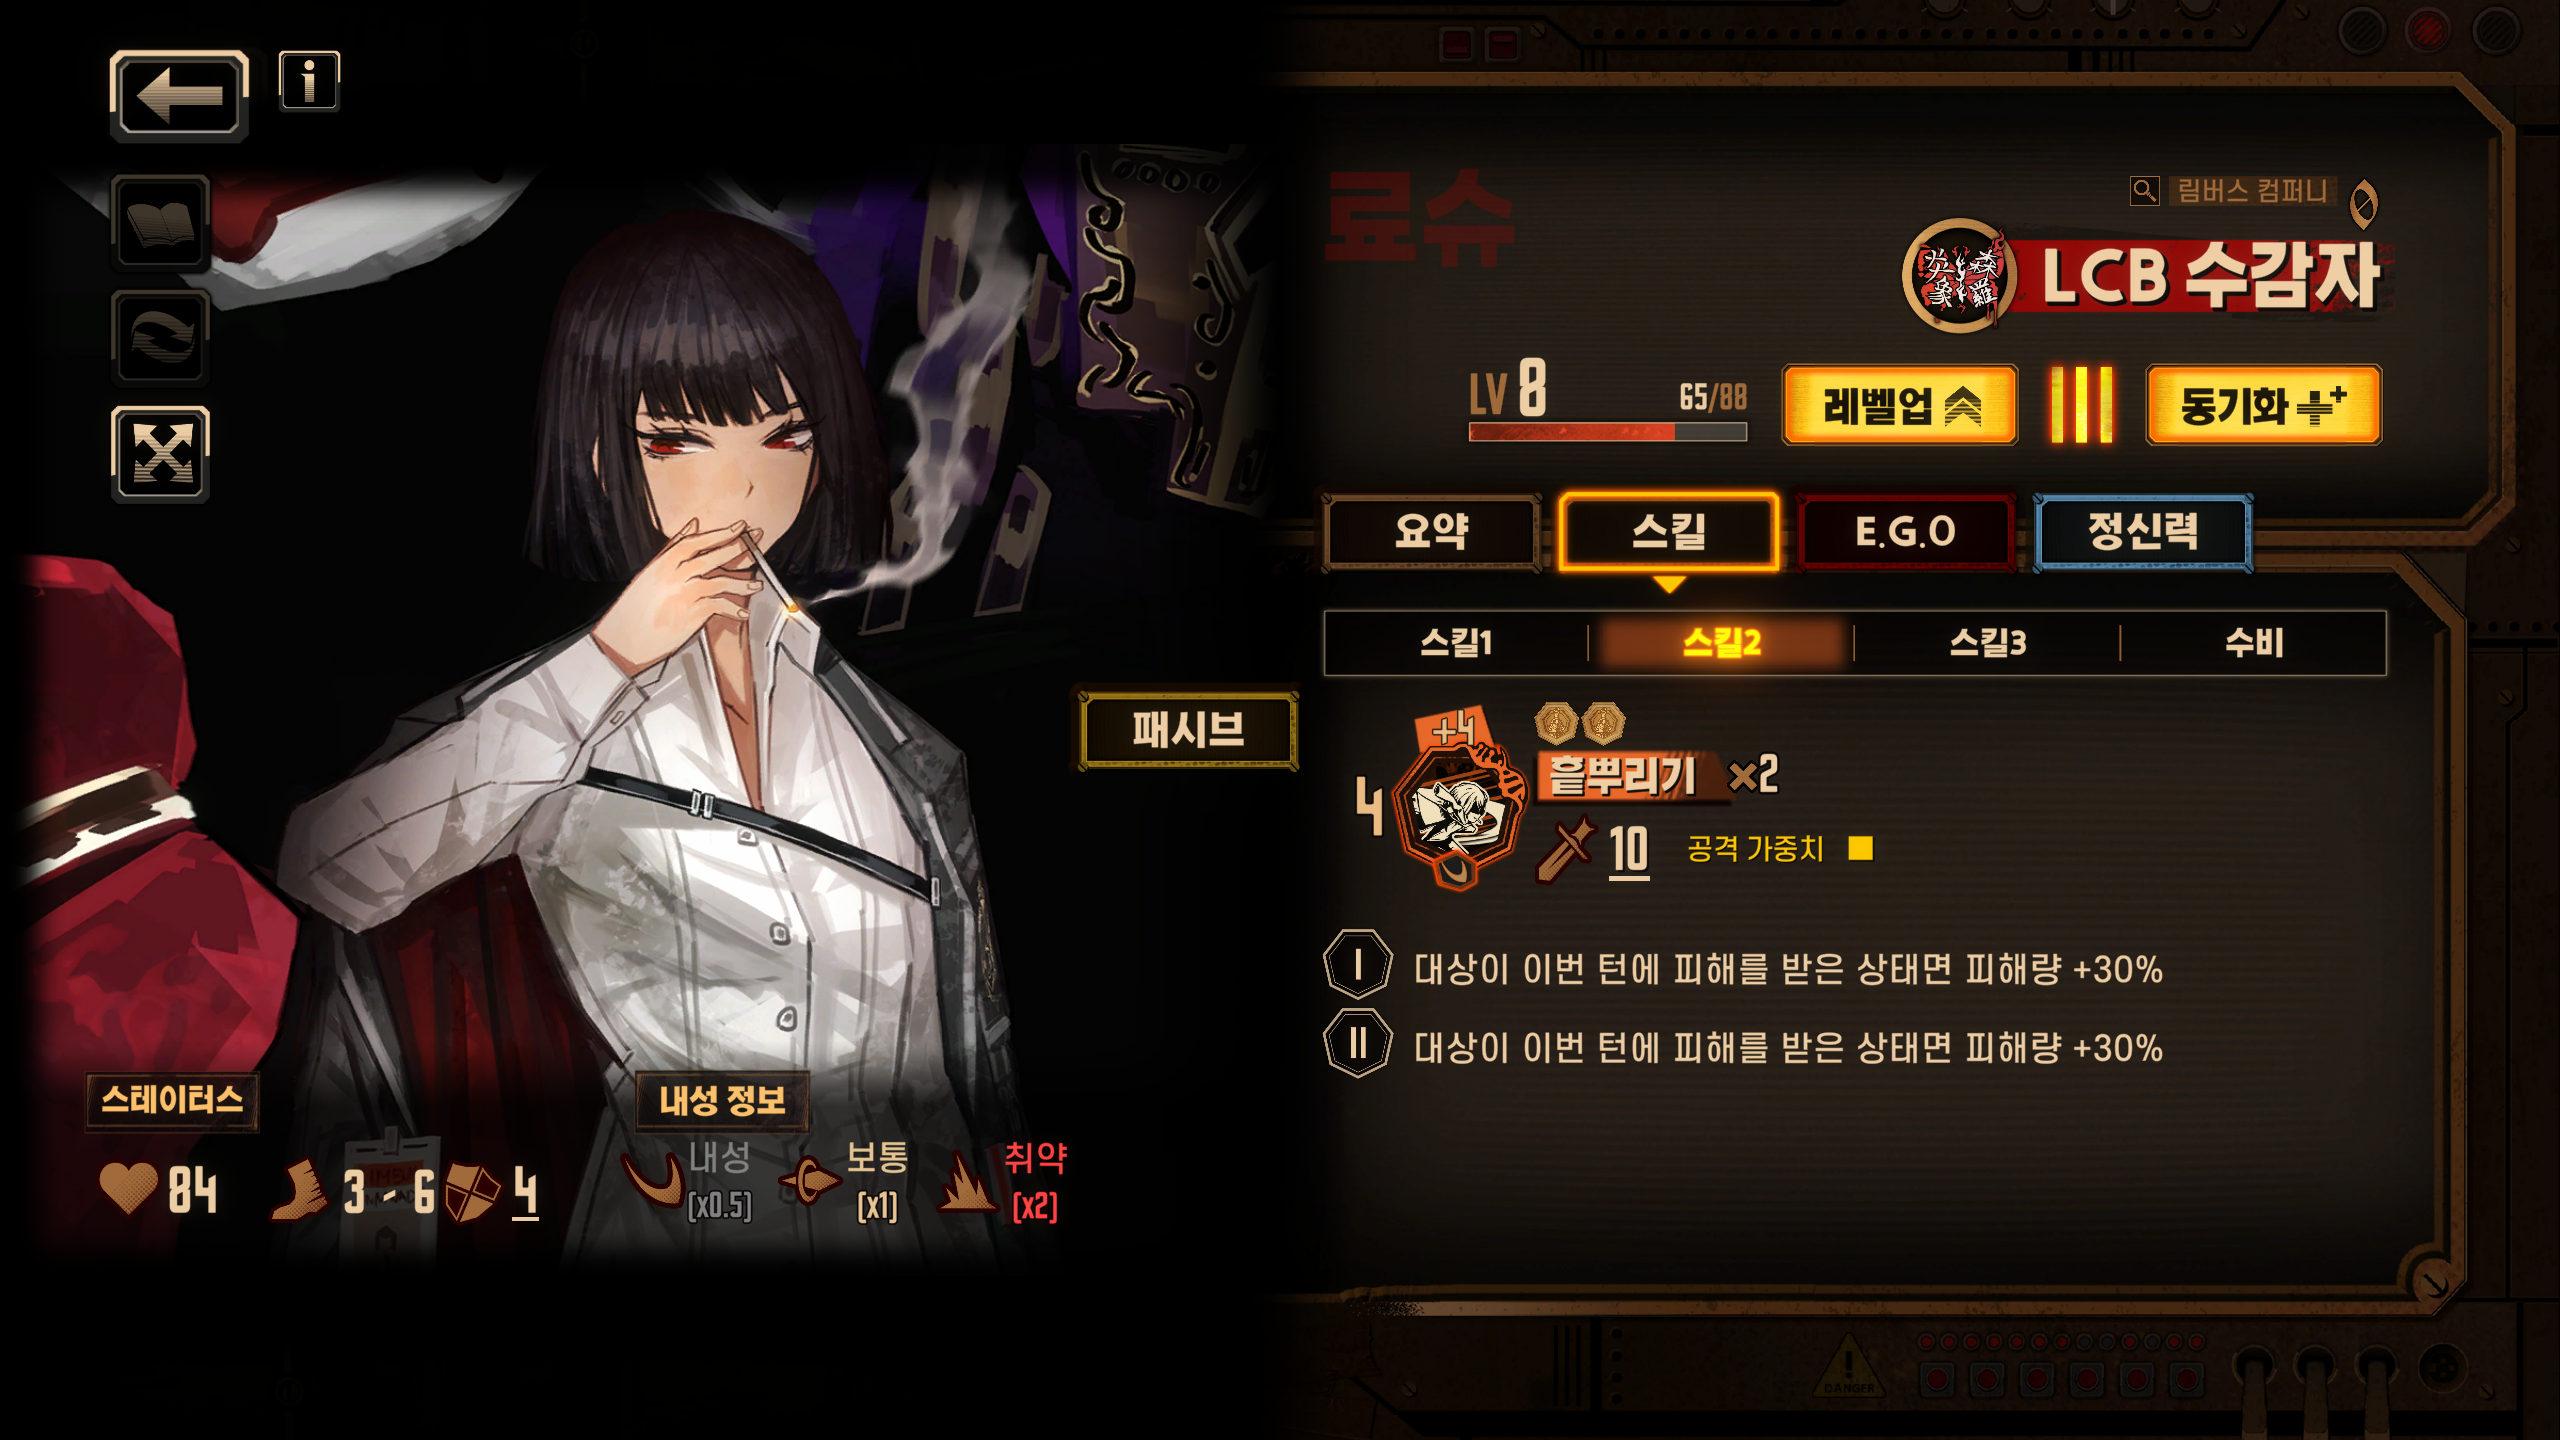 료슈
림버스 컴퍼니
LCB 수감자
LV 8
65/88
레벨업
동기화
요약
스킬
E.G.O
정신력
스킬1
스킬2
스킬3
수비
패시브
+4
4
흩뿌리기 ×2
10
공격 가중치
I 대상이 이번 턴에 피해를 받은 상태면 피해량 +30%
II 대상이 이번 턴에 피해를 받은 상태면 피해량 +30%
스테이터스
84
3 - 6
4
내성 정보
내성
[x0.5]
보통
[x1]
취약
[x2]
DANGER